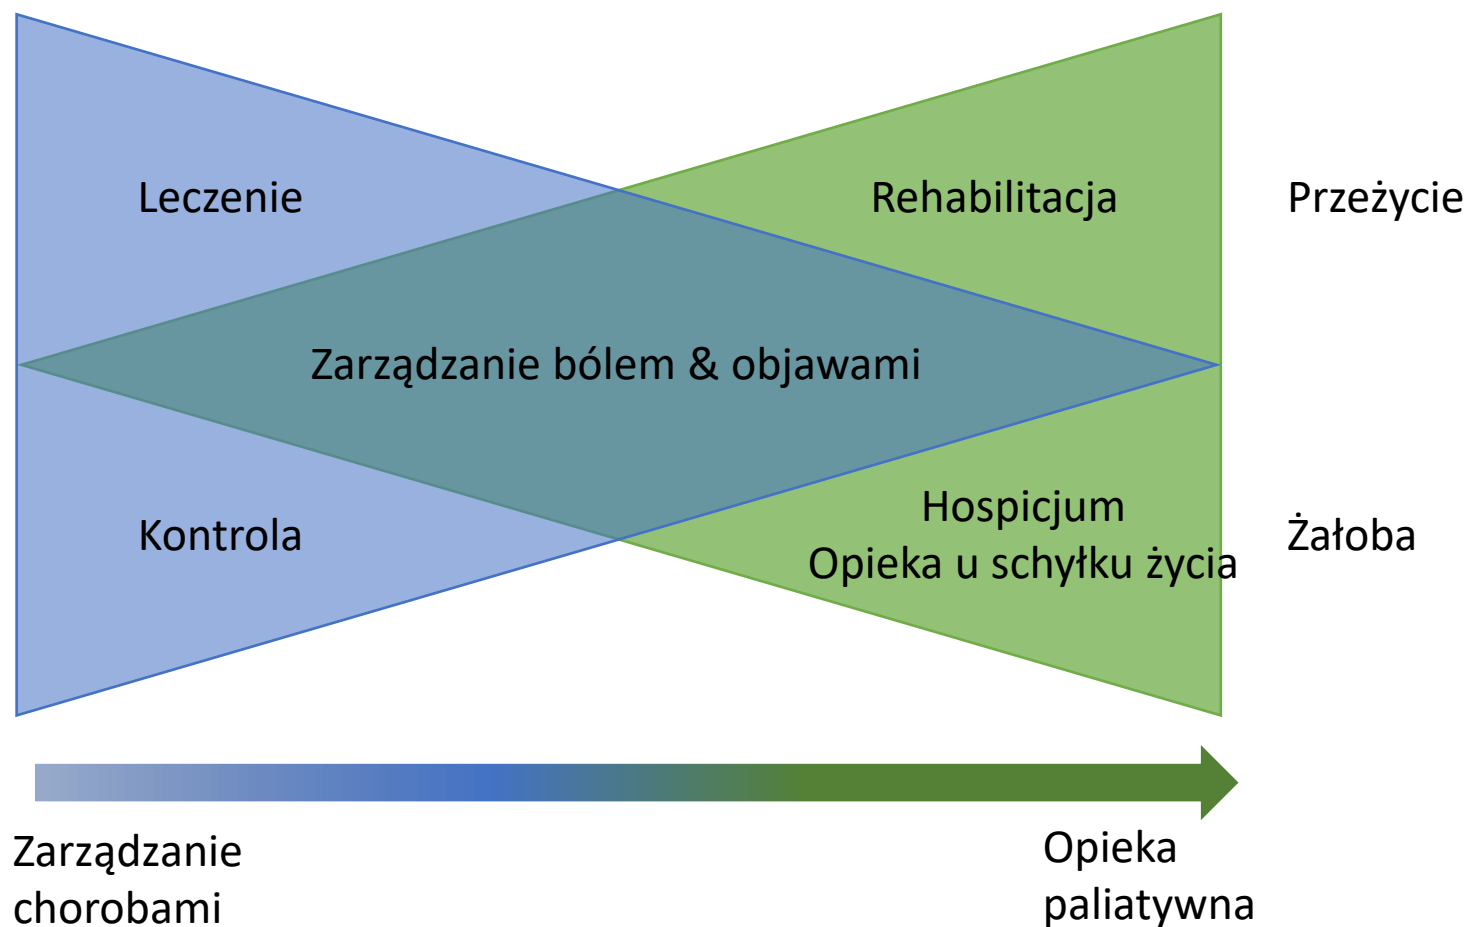 Leczenie
Rehabilitacja
Przeżycie
Zarządzanie bólem & objawami
Kontrola
Hospicjum
Opieka u schyłku życia
Żałoba
Zarządzanie
chorobami
Opieka
paliatywna